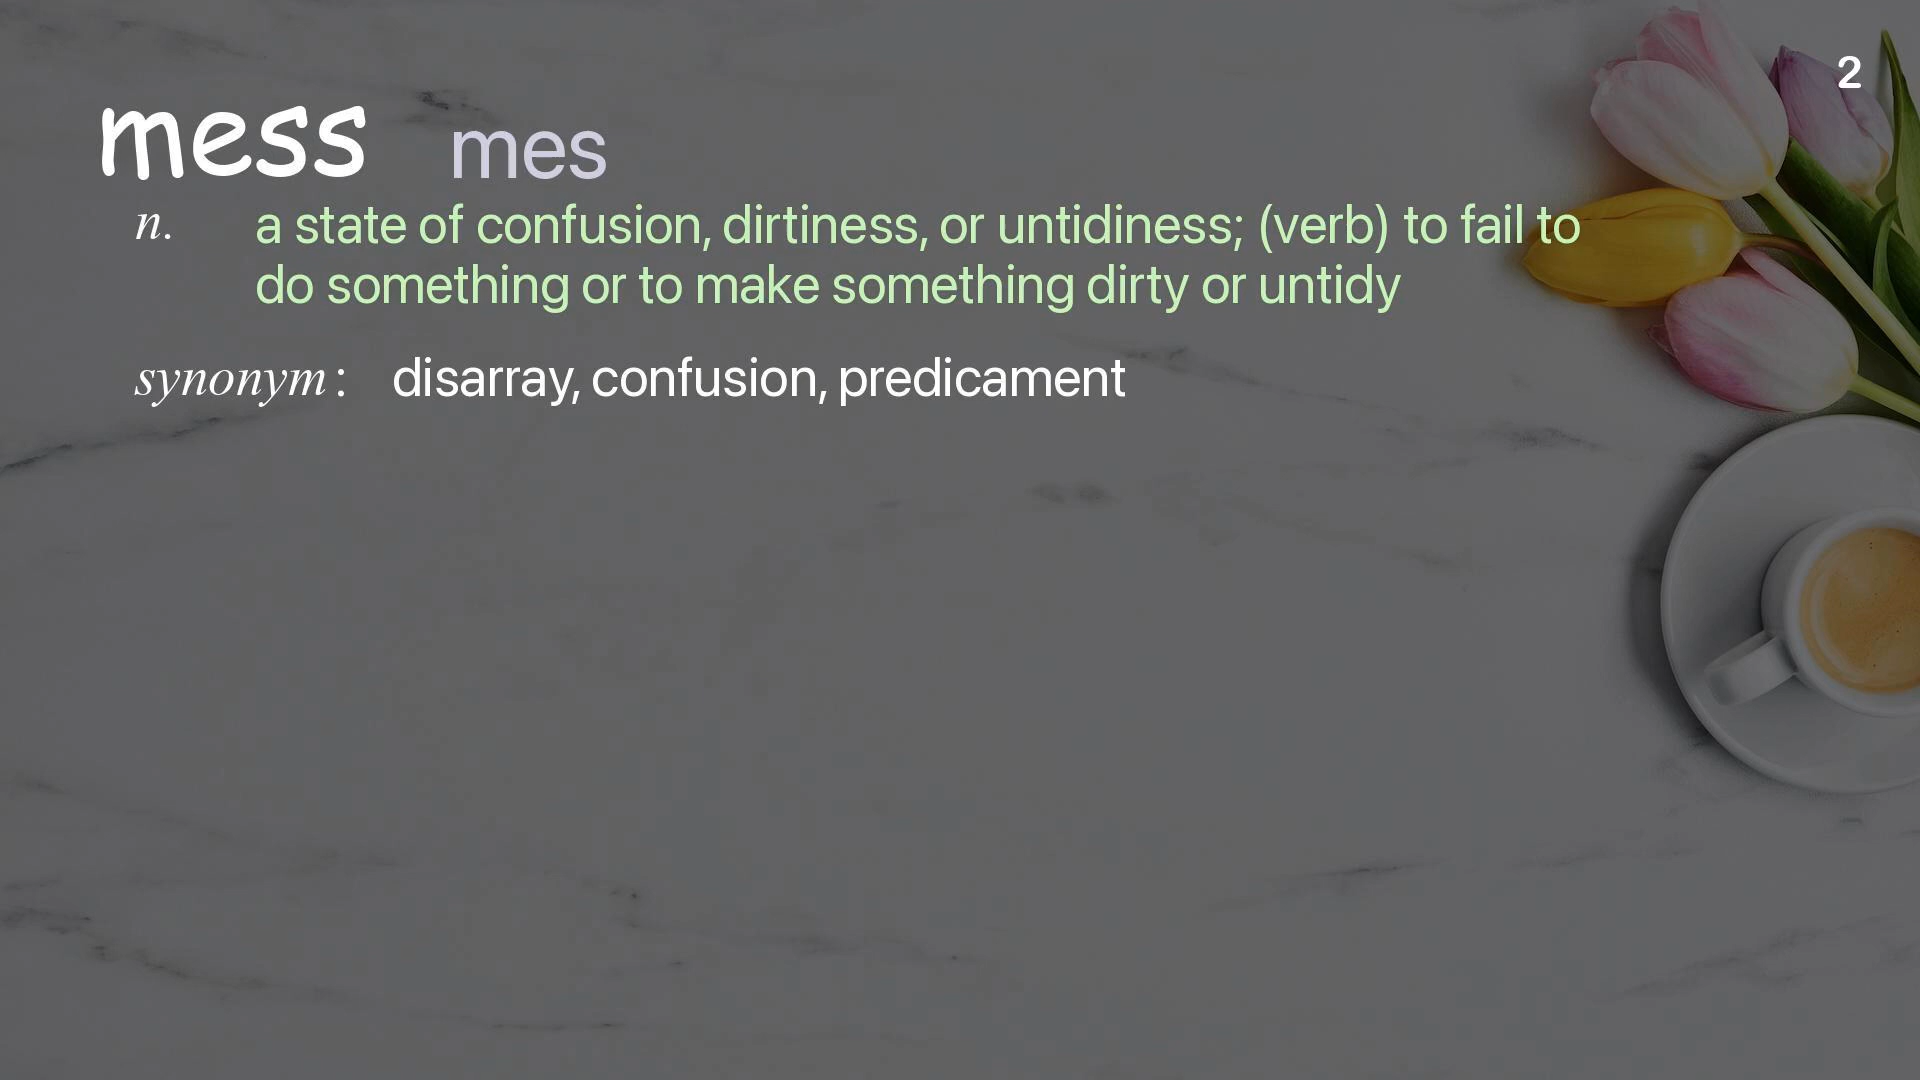 2
mess mes
n. a state of confusion, dirtiness, or untidiness; (verb) to fail to
do something or to make something dirty or untidy
synonym: disarray, confusion, predicament